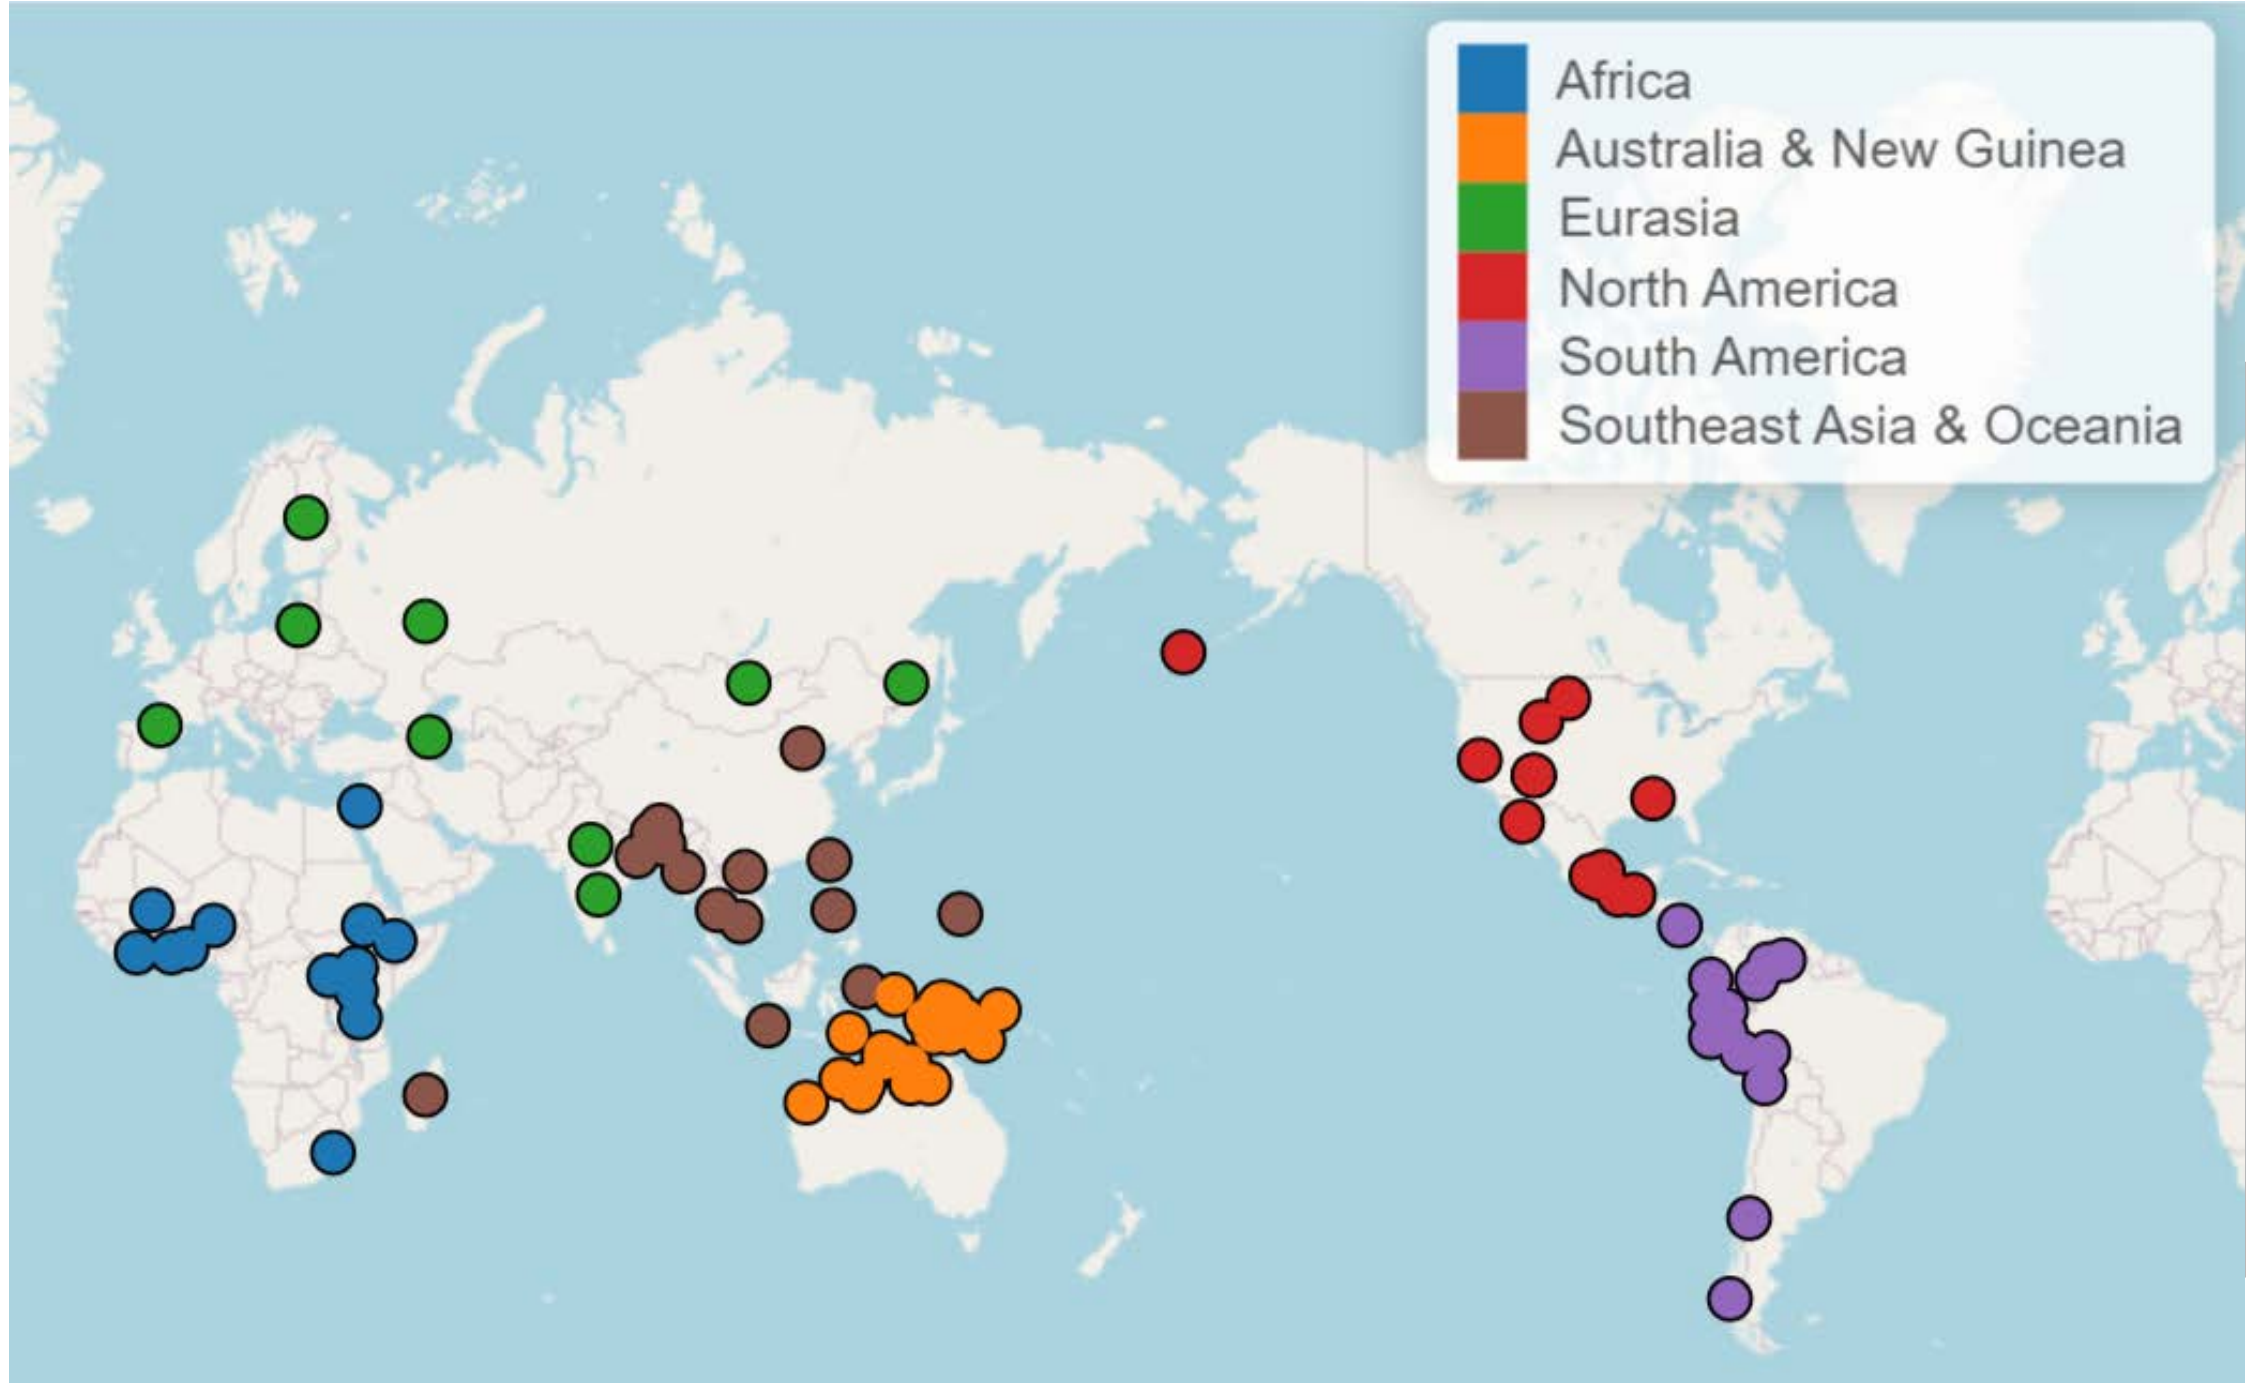 Africa
Australia & New Guinea
Eurasia
North America
South America
Southeast Asia & Oceania